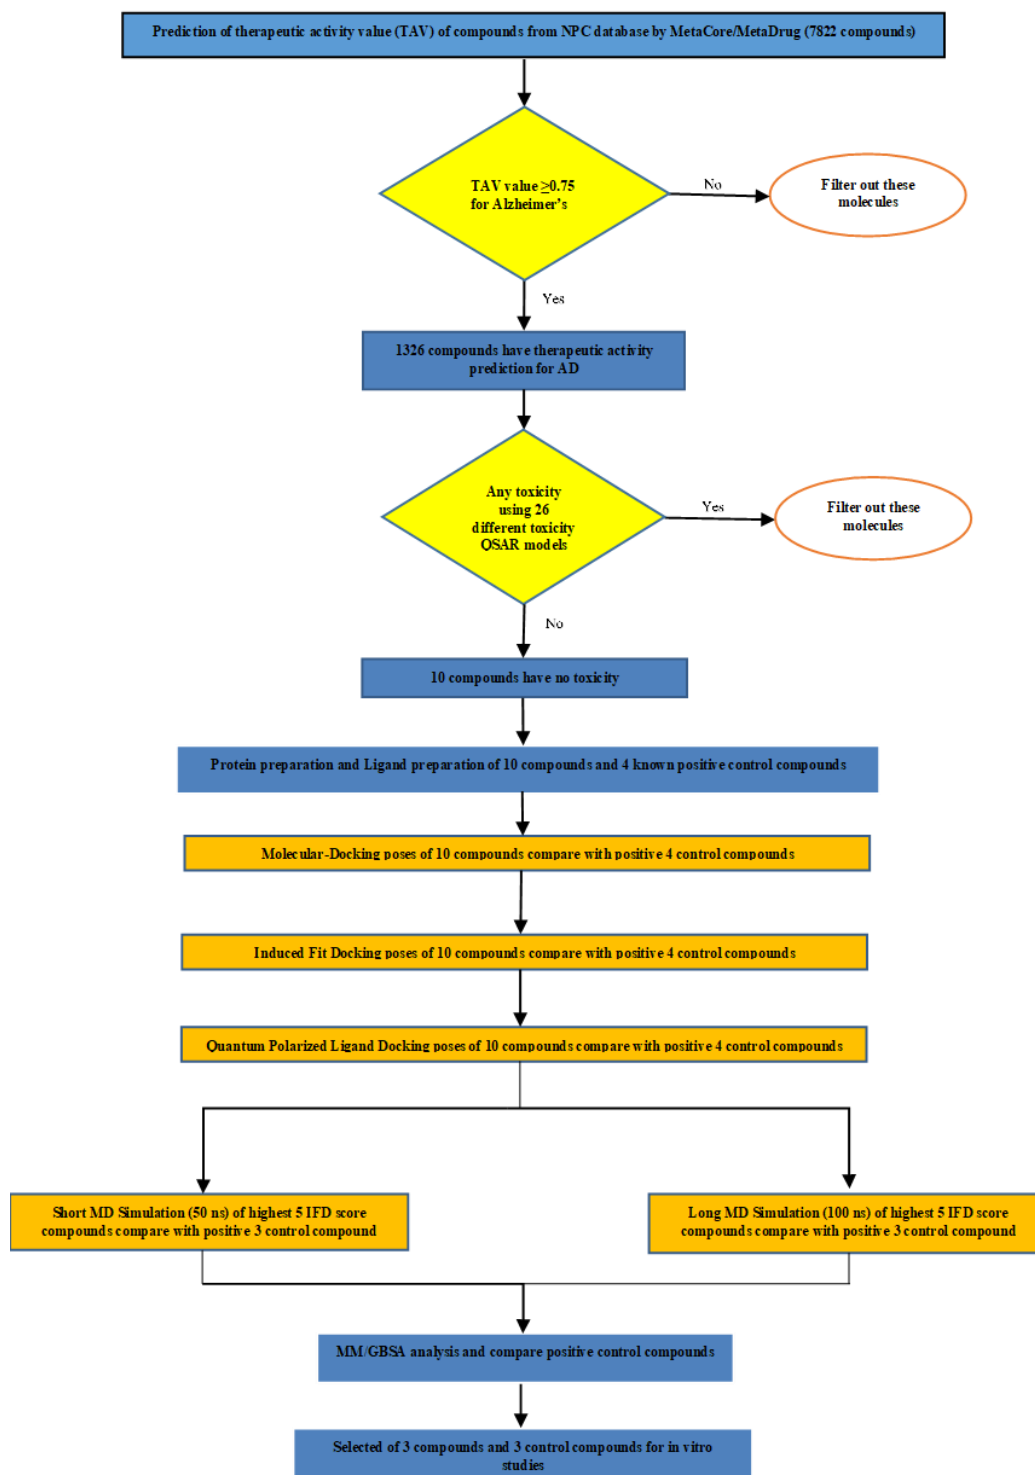 Prediction of therapeutic activity value (TAV) of compounds from NPC database by MetaCore/MetaDrug (7822 compounds)
TAV value ≥0.75
for Alzheimer's
No
Filter out these
molecules
Yes
1326 compounds have therapeutic activity
prediction for AD
Any toxicity
using 26
different toxicity
QSAR models
Yes
Filter out these
molecules
No
10 compounds have no toxicity
Protein preparation and Ligand preparation of 10 compounds and 4 known positive control compounds
Molecular-Docking poses of 10 compounds compare with positive 4 control compounds
Induced Fit Docking poses of 10 compounds compare with positive 4 control compounds
Quantum Polarized Ligand Docking poses of 10 compounds compare with positive 4 control compounds
Short MD Simulation (50 ns) of highest 5 IFD score
compounds compare with positive 3 control compound
Long MD Simulation (100 ns) of highest 5 IFD score
compounds compare with positive 3 control compound
MM/GBSA analysis and compare positive control compounds
Selected of 3 compounds and 3 control compounds for in vitro
studies